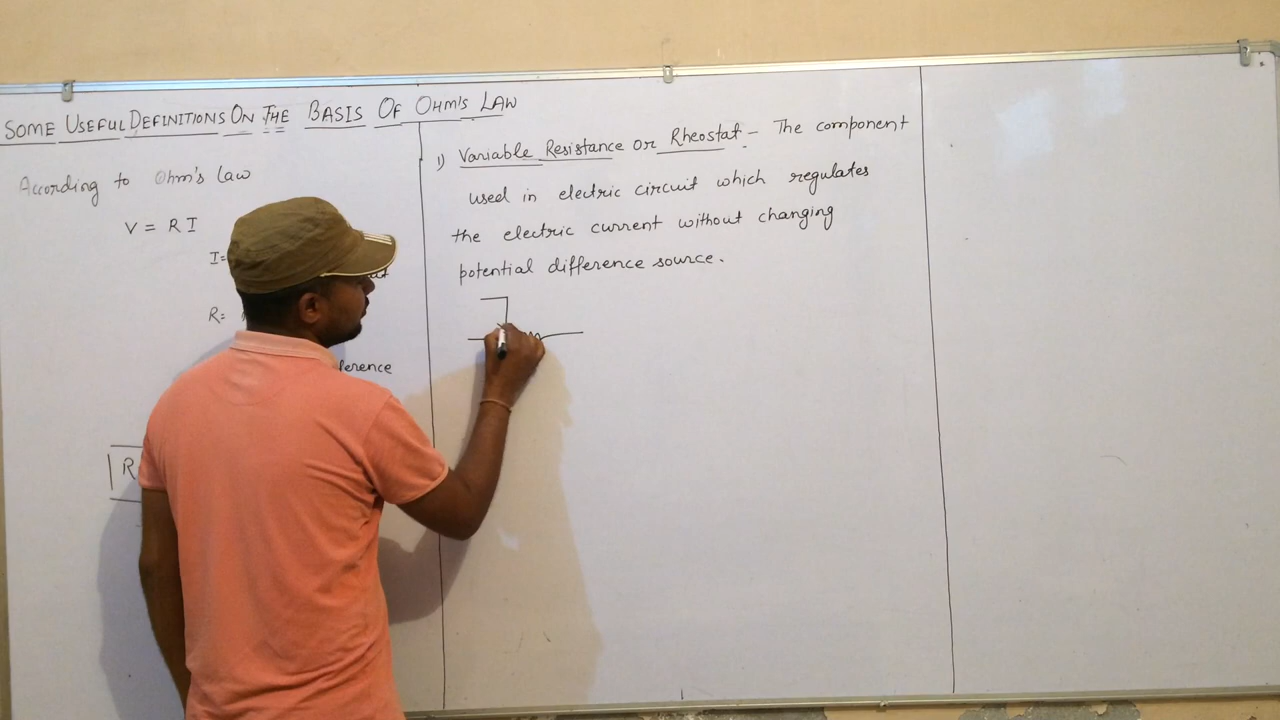 SOME USEFUL DEFINITIONS ON THE BASIS OF OHM'S LAW
According to Ohm's law
V = R I
I=
R=
ference
R
1) Variable Resistance or Rheostat - The component
used in electric circuit which regulates
the electric current without changing
potential difference source.